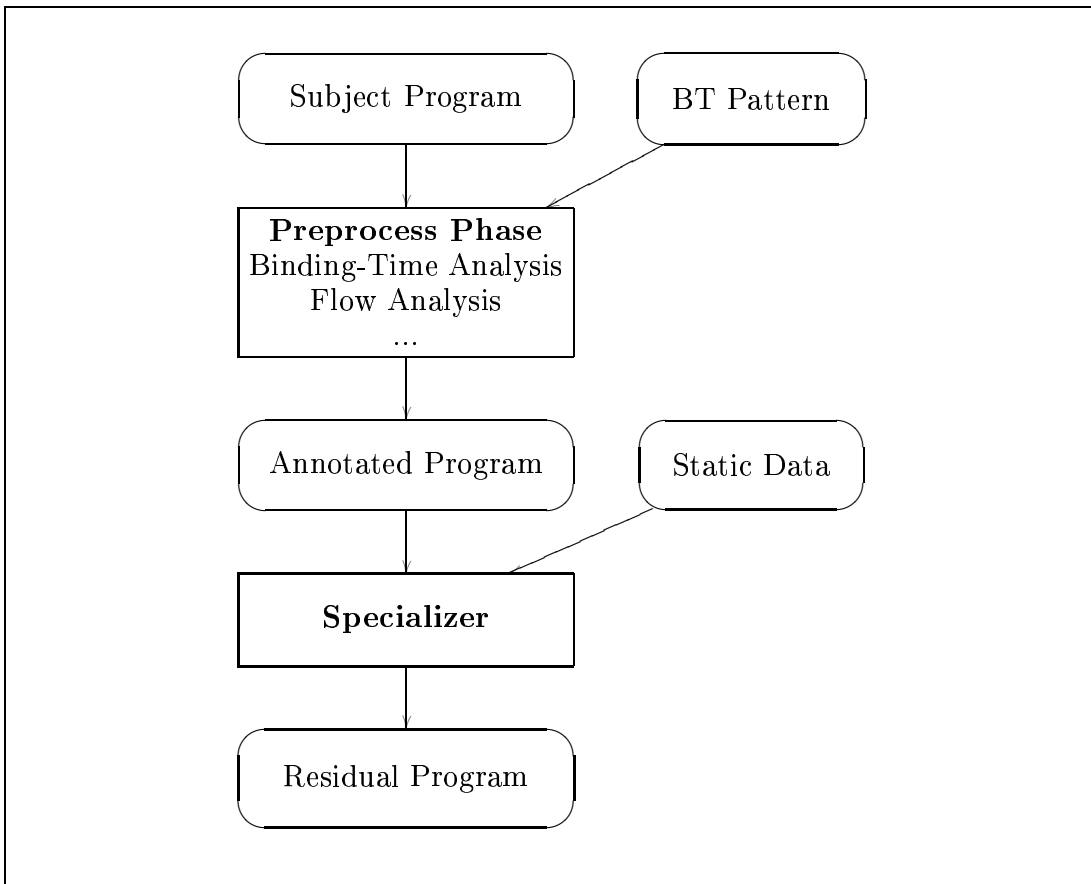 Subject Program
BT Pattern
Preprocess Phase
Binding-Time Analysis
Flow Analysis
...
Annotated Program
Static Data
Specializer
Residual Program